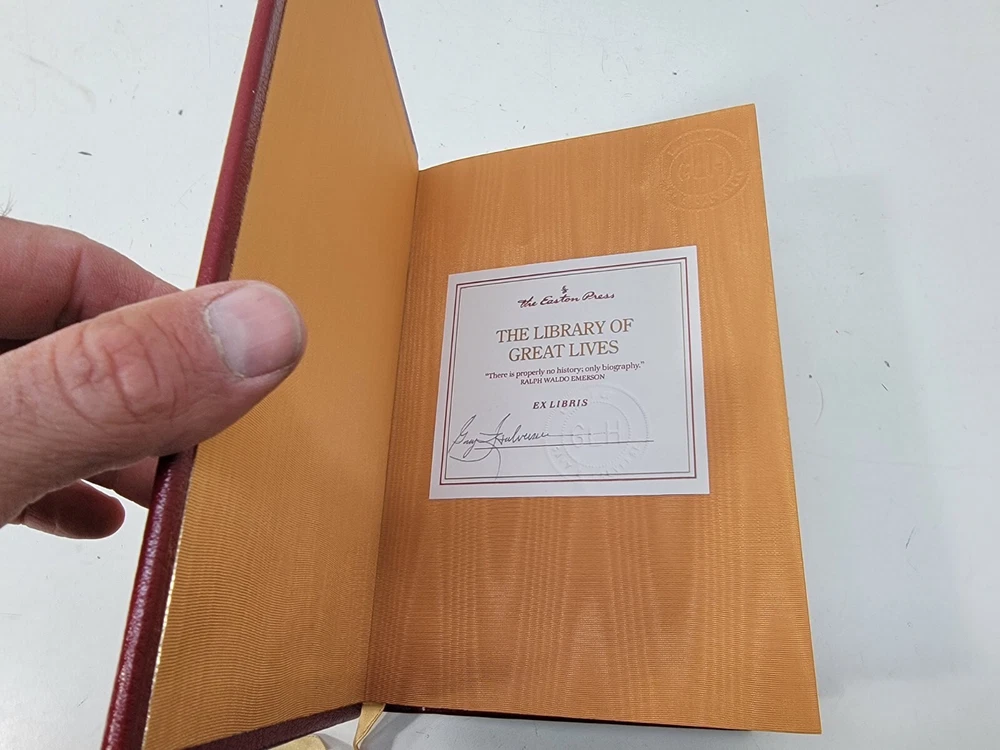 the Easton Press
THE LIBRARY OF
GREAT LIVES
"There is properly no history; only biography."
RALPH WALDO EMERSON
EX LIBRIS
GLH